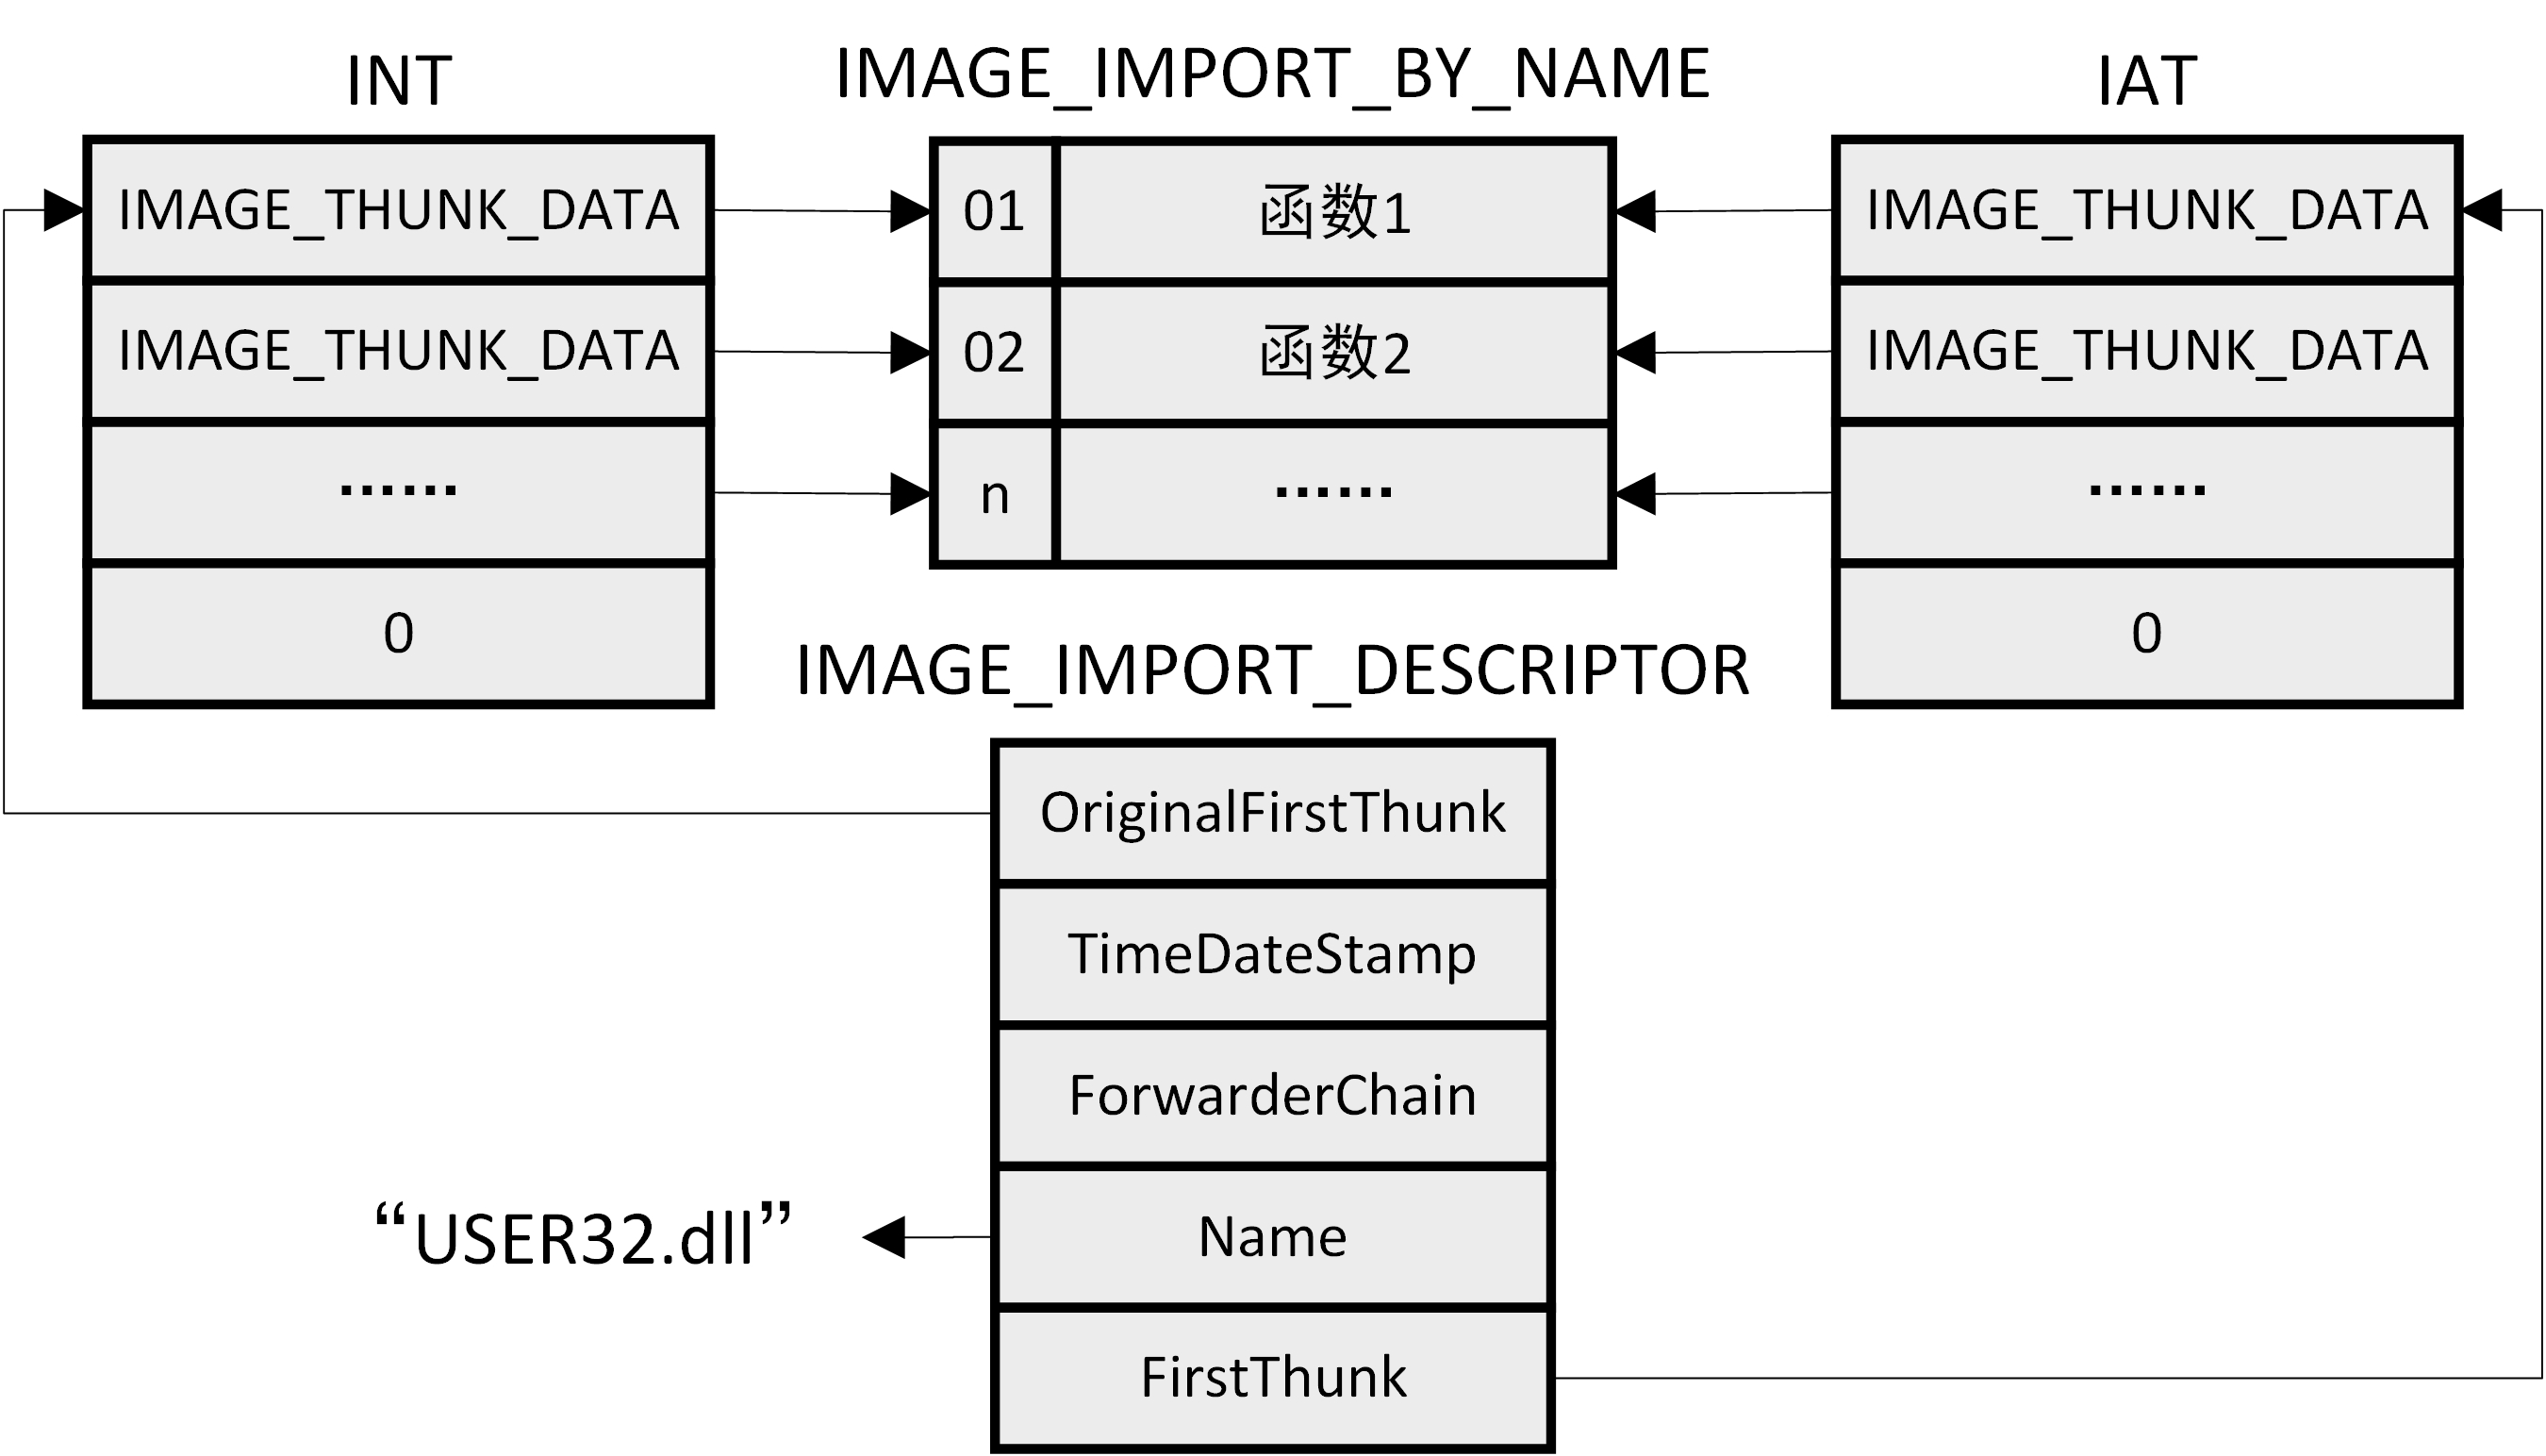 INT
IMAGE_THUNK_DATA
IMAGE_THUNK_DATA
......
0
IMAGE_IMPORT_BY_NAME
01 函数1
02 函数2
n ......
IAT
IMAGE_THUNK_DATA
IMAGE_THUNK_DATA
......
0
IMAGE_IMPORT_DESCRIPTOR
OriginalFirstThunk
TimeDateStamp
ForwarderChain
Name
FirstThunk
“USER32.dll”